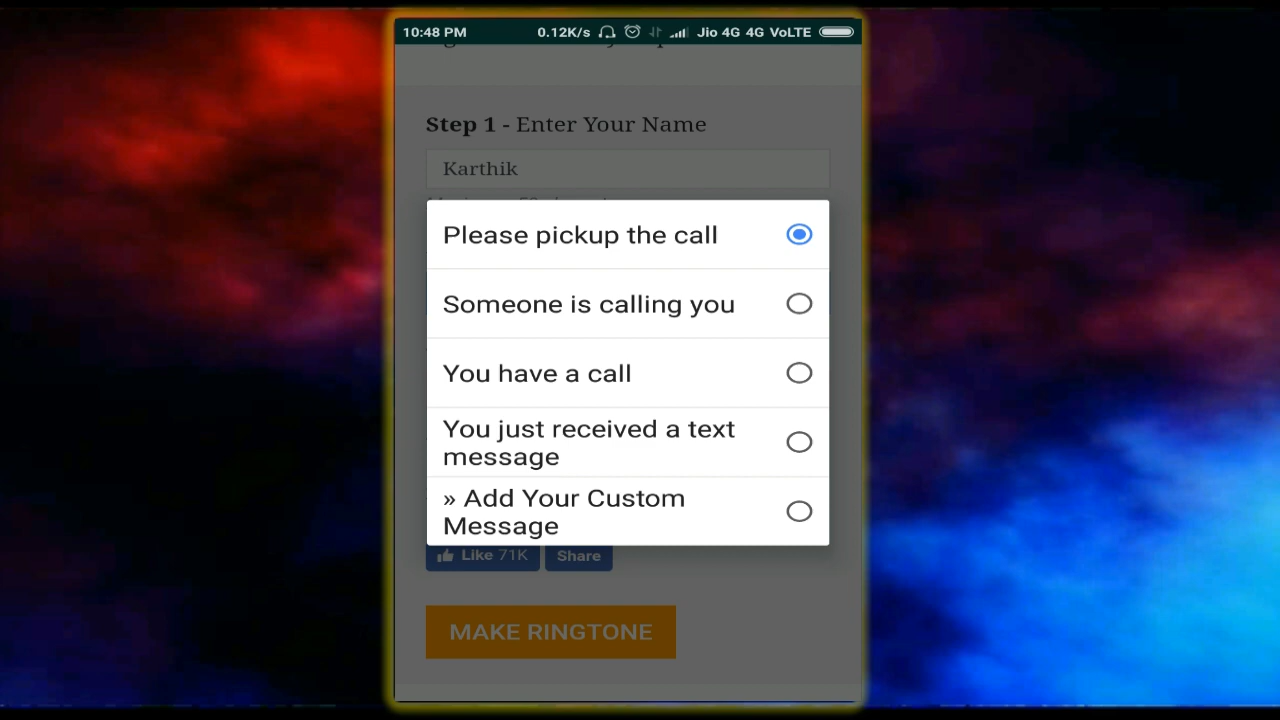 10:48 PM 0.12K/s Jio 4G 4G VoLTE
Step 1 - Enter Your Name
Karthik
Please pickup the call
Someone is calling you
You have a call
You just received a text
message
» Add Your Custom
Message
Like 71K Share
MAKE RINGTONE